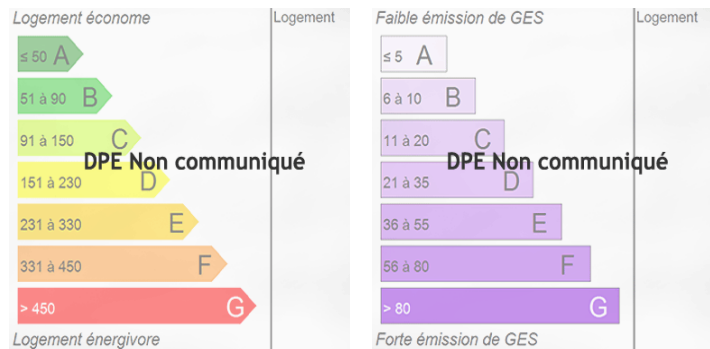 Logement économe
Logement
≤ 50 A
51 à 90 B
91 à 150 C
DPE Non communiqué
151 à 230 D
231 à 330 E
331 à 450 F
> 450 G
Logement énergivore
Faible émission de GES
Logement
≤ 5 A
6 à 10 B
11 à 20 C
DPE Non communiqué
21 à 35 D
36 à 55 E
56 à 80 F
> 80 G
Forte émission de GES